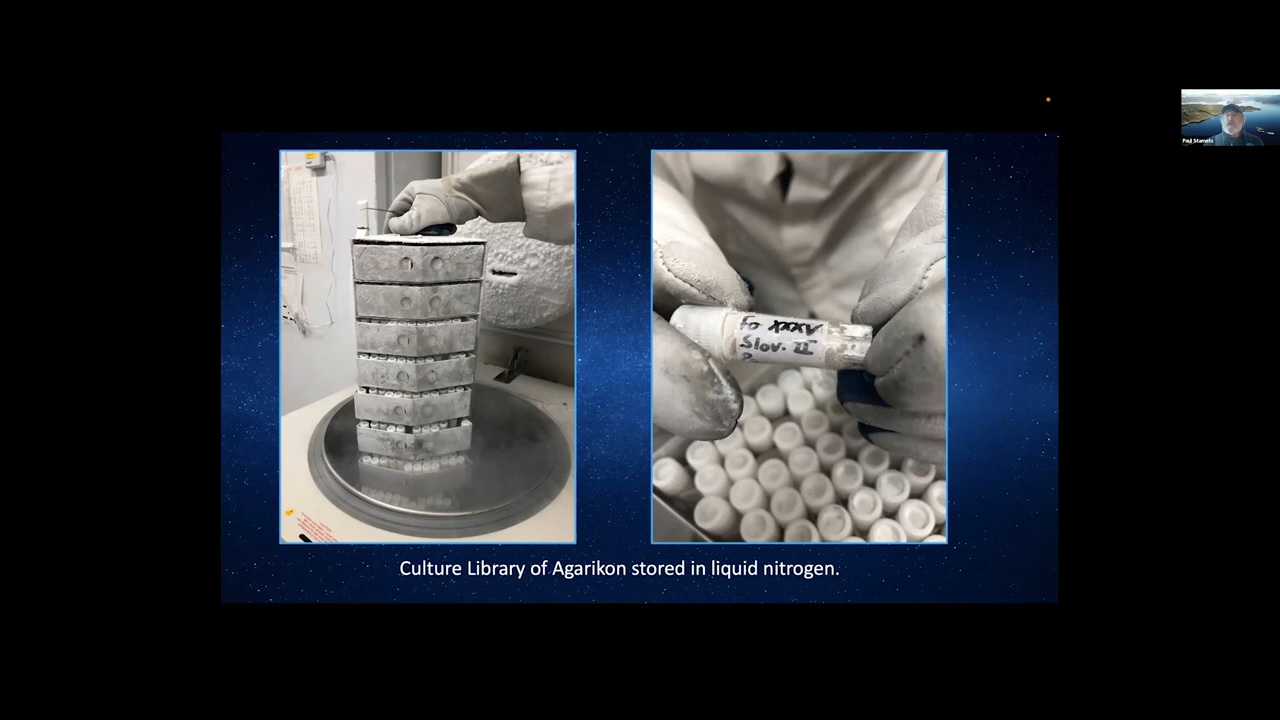 Paul Stamets
Fo xxxv
Slov. II
Culture Library of Agarikon stored in liquid nitrogen.